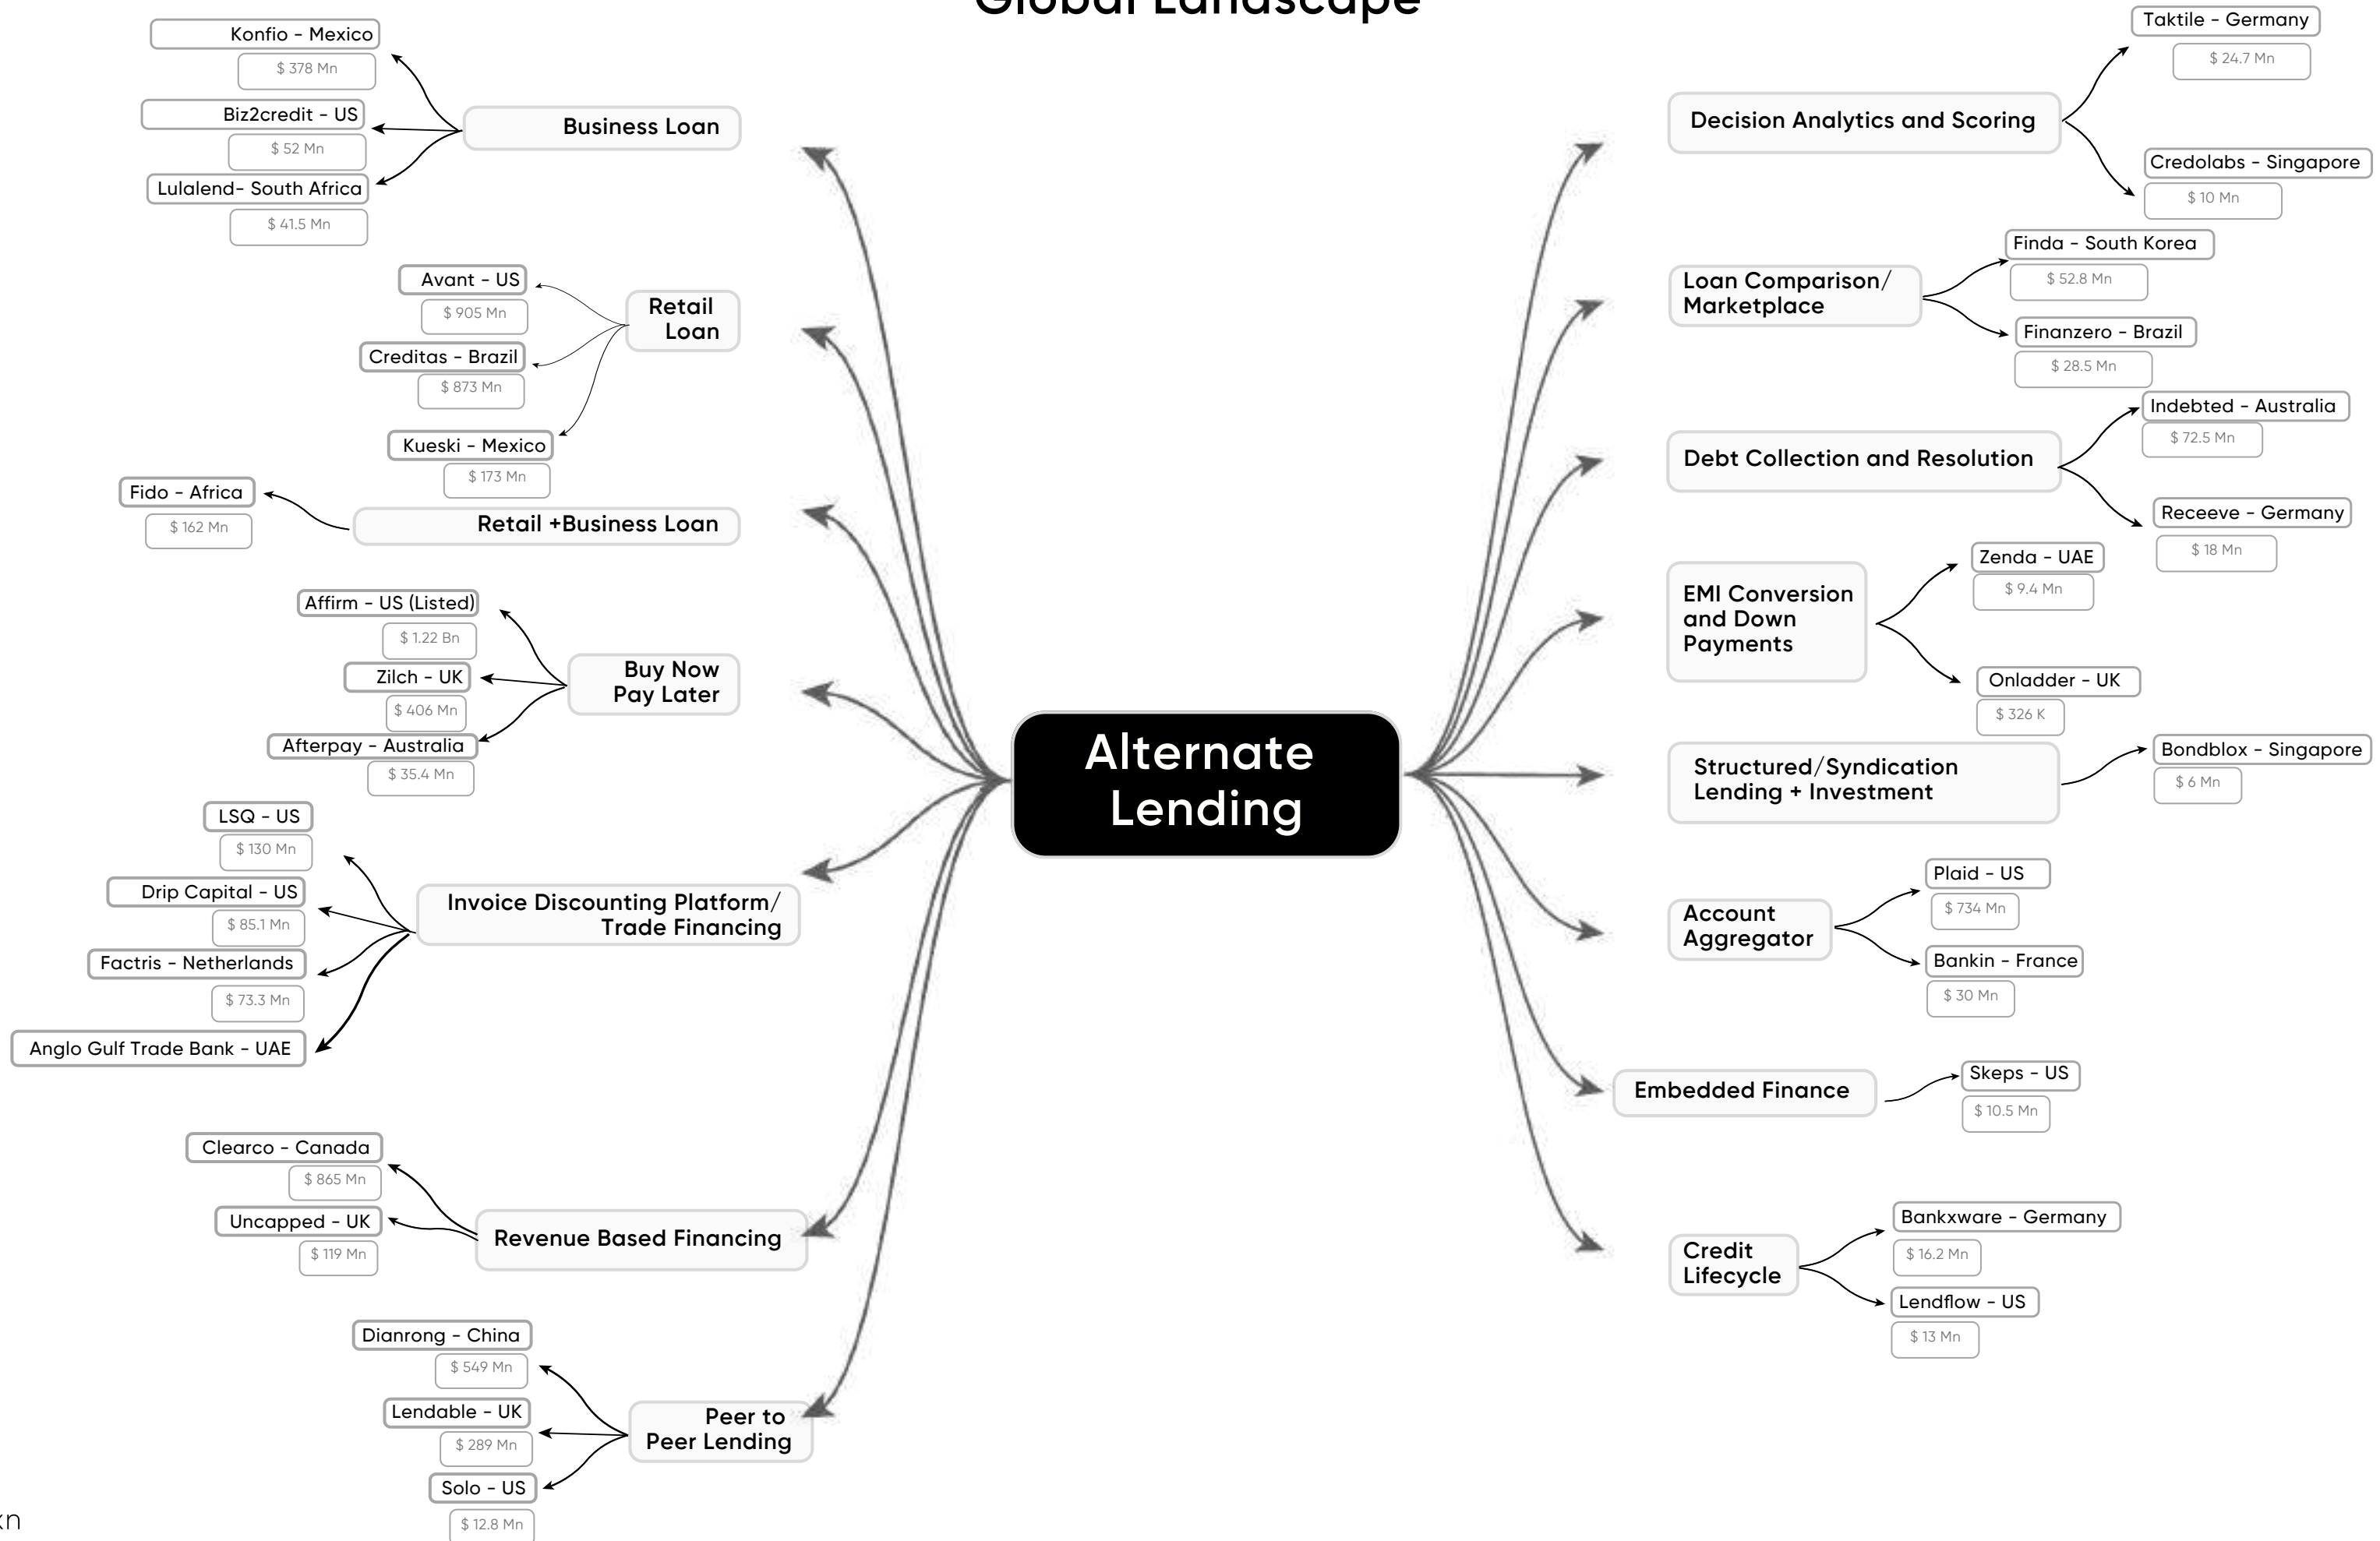 Global Landscape
Konfio - Mexico
$ 378 Mn
Biz2credit - US
$ 52 Mn
Lulalend- South Africa
$ 41.5 Mn
Business Loan
Avant - US
$ 905 Mn
Creditas - Brazil
$ 873 Mn
Kueski - Mexico
$ 173 Mn
Retail
Loan
Fido - Africa
$ 162 Mn
Retail +Business Loan
Affirm - US (Listed)
$ 1.22 Bn
Zilch - UK
$ 406 Mn
Afterpay - Australia
$ 35.4 Mn
Buy Now
Pay Later
LSQ - US
$ 130 Mn
Drip Capital - US
$ 85.1 Mn
Factris - Netherlands
$ 73.3 Mn
Anglo Gulf Trade Bank - UAE
Invoice Discounting Platform/
Trade Financing
Clearco - Canada
$ 865 Mn
Uncapped - UK
$ 119 Mn
Revenue Based Financing
Dianrong - China
$ 549 Mn
Lendable - UK
$ 289 Mn
Solo - US
$ 12.8 Mn
Peer to
Peer Lending
Alternate
Lending
Decision Analytics and Scoring
Taktile - Germany
$ 24.7 Mn
Credolabs - Singapore
$ 10 Mn
Loan Comparison/
Marketplace
Finda - South Korea
$ 52.8 Mn
Finanzero - Brazil
$ 28.5 Mn
Debt Collection and Resolution
Indebted - Australia
$ 72.5 Mn
Receeve - Germany
$ 18 Mn
EMI Conversion
and Down
Payments
Zenda - UAE
$ 9.4 Mn
Onladder - UK
$ 326 K
Structured/Syndication
Lending + Investment
Bondblox - Singapore
$ 6 Mn
Account
Aggregator
Plaid - US
$ 734 Mn
Bankin - France
$ 30 Mn
Embedded Finance
Skeps - US
$ 10.5 Mn
Credit
Lifecycle
Bankxware - Germany
$ 16.2 Mn
Lendflow - US
$ 13 Mn